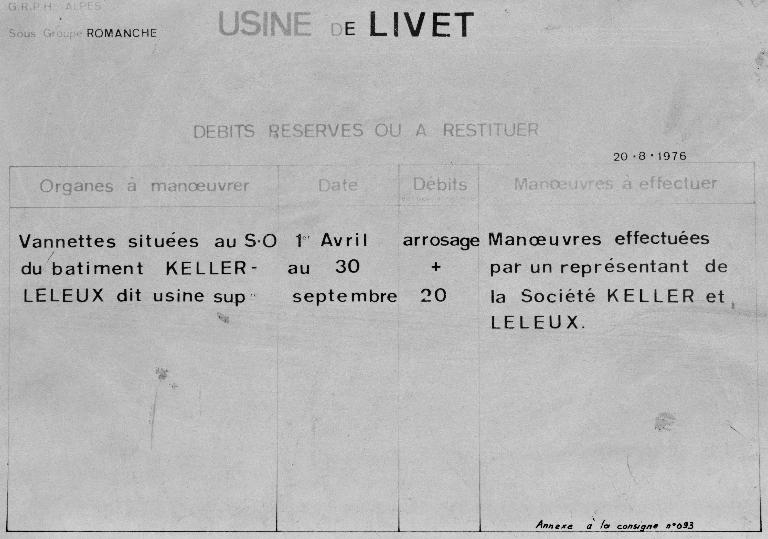 G.R.P.H. ALPES
Sous Groupe ROMANCHE
USINE DE LIVET
DEBITS RESERVES OU A RESTITUER
20.8.1976
Organes à manœuvrer Date Débits Manœuvres à effectuer
Vannettes situées au S.O 1er Avril arrosage Manœuvres effectuées
du batiment KELLER- au 30 + par un représentant de
LELEUX dit usine supre septembre 20 la Société KELLER et
LELEUX.
Annexe à la consigne n°093